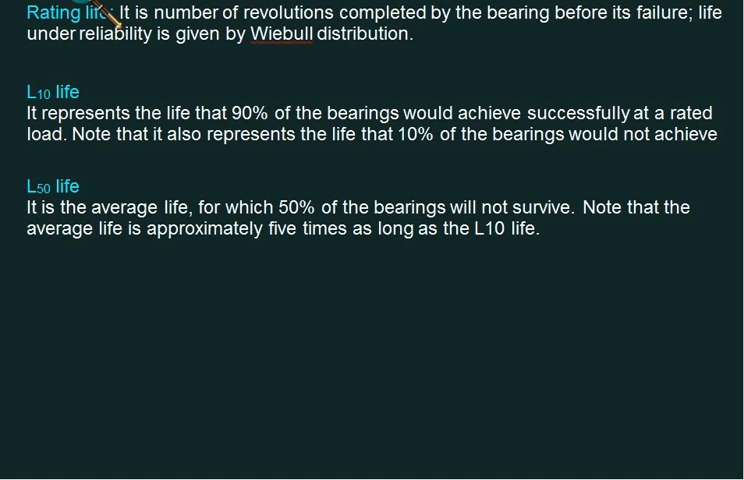 Rating life: It is number of revolutions completed by the bearing before its failure; life
under reliability is given by Wiebull distribution.
L10 life
It represents the life that 90% of the bearings would achieve successfully at a rated
load. Note that it also represents the life that 10% of the bearings would not achieve
L50 life
It is the average life, for which 50% of the bearings will not survive. Note that the
average life is approximately five times as long as the L10 life.